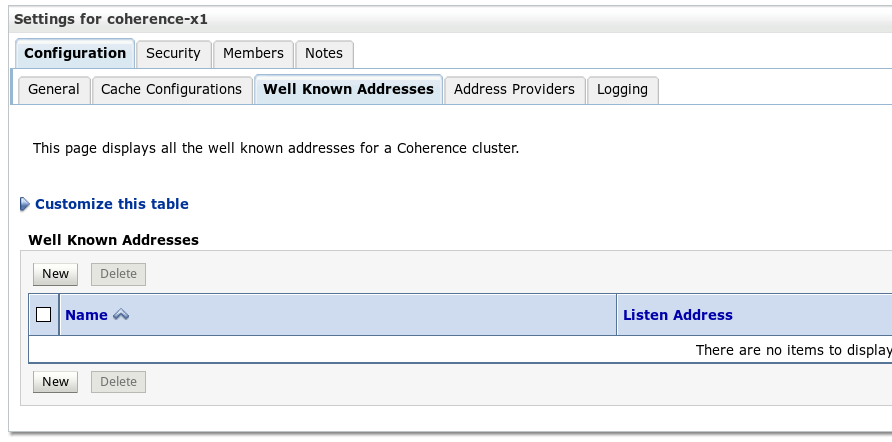 Settings for coherence-x1
Configuration Security Members Notes
General Cache Configurations Well Known Addresses Address Providers Logging
This page displays all the well known addresses for a Coherence cluster.
Customize this table
Well Known Addresses
New Delete
Name Listen Address
There are no items to display
New Delete